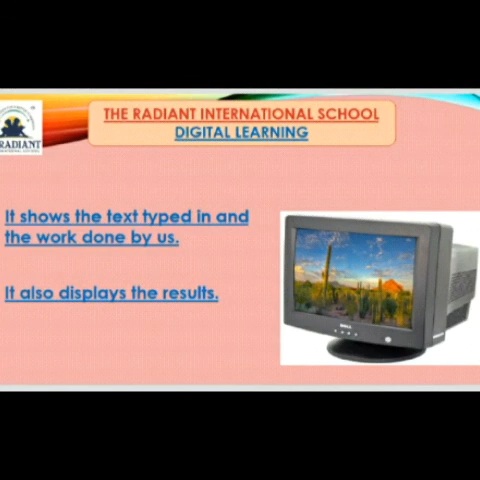 THE RADIANT INTERNATIONAL SCHOOL
DIGITAL LEARNING
RADIANT
It shows the text typed in and
the work done by us.
It also displays the results.
DELL